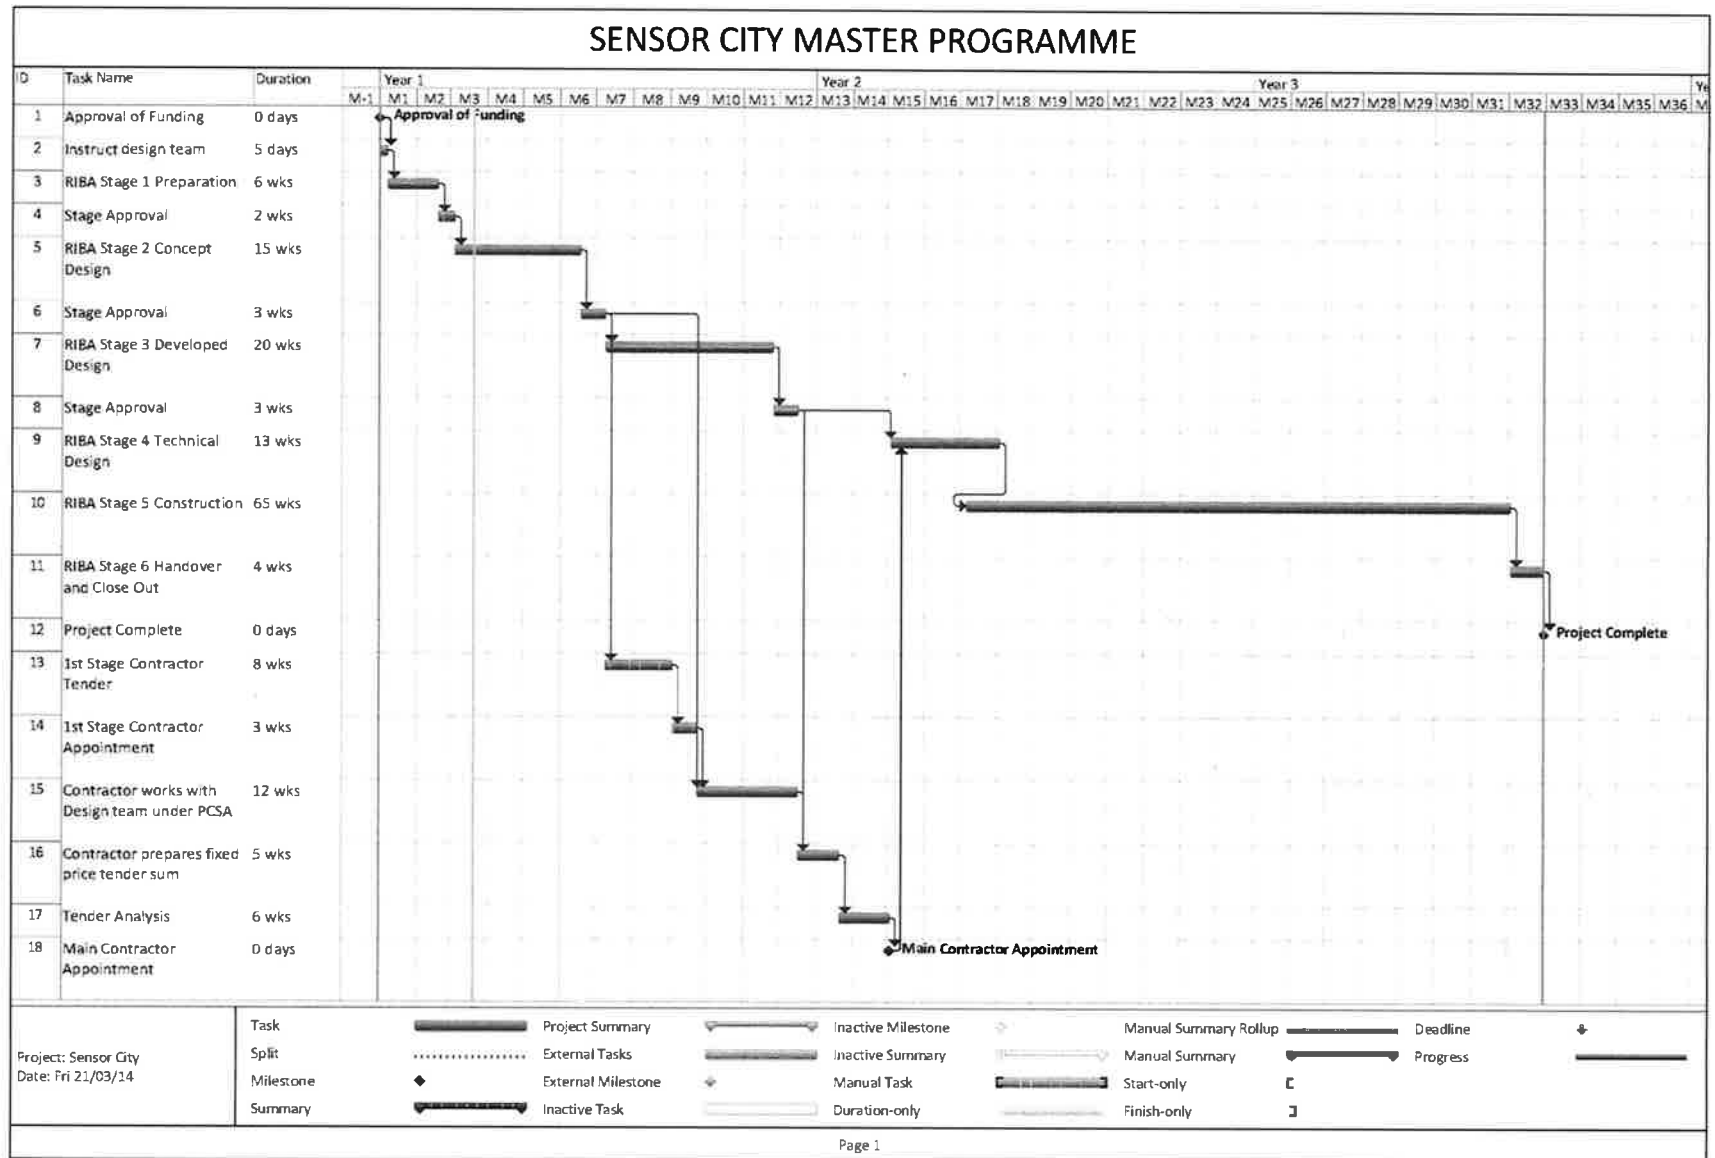 SENSOR CITY MASTER PROGRAMME
ID Task Name Duration
Year 1 Year 2 Year 3
M-1 M1 M2 M3 M4 M5 M6 M7 M8 M9 M10 M11 M12 M13 M14 M15 M16 M17 M18 M19 M20 M21 M22 M23 M24 M25 M26 M27 M28 M29 M30 M31 M32 M33 M34 M35 M36 M
1 Approval of Funding 0 days Approval of Funding
2 Instruct design team 5 days
3 RIBA Stage 1 Preparation 6 wks
4 Stage Approval 2 wks
5 RIBA Stage 2 Concept 15 wks
Design
6 Stage Approval 3 wks
7 RIBA Stage 3 Developed 20 wks
Design
8 Stage Approval 3 wks
9 RIBA Stage 4 Technical 13 wks
Design
10 RIBA Stage 5 Construction 65 wks
11 RIBA Stage 6 Handover 4 wks
and Close Out
12 Project Complete 0 days Project Complete
13 1st Stage Contractor 8 wks
Tender
14 1st Stage Contractor 3 wks
Appointment
15 Contractor works with 12 wks
Design team under PCSA
16 Contractor prepares fixed 5 wks
price tender sum
17 Tender Analysis 6 wks
18 Main Contractor 0 days Main Contractor Appointment
Appointment
Project: Sensor City
Date: Fri 21/03/14
Task Project Summary Inactive Milestone Manual Summary Rollup Deadline
Split External Tasks Inactive Summary Manual Summary Progress
Milestone External Milestone Manual Task Start-only
Summary Inactive Task Duration-only Finish-only
Page 1